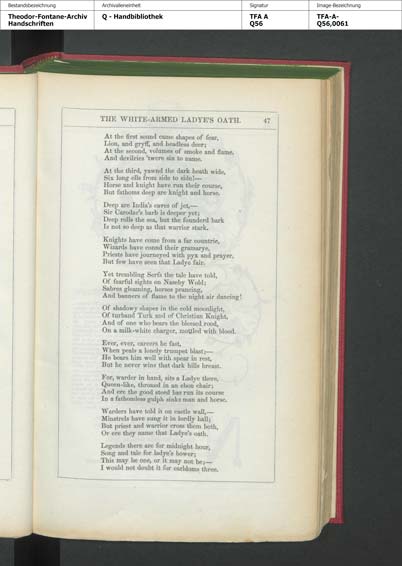 Bestandsbezeichnung
Archivalieneinheit
Signatur
Image-Bezeichnung
Theodor-Fontane-Archiv
Handschriften
Q - Handbibliothek
TFA A
Q56
TFA-A-
Q56,0061
THE WHITE-ARMED LADYE'S OATH. 47
At the first sound came shapes of fear,
Lion, and gryff, and headless deer;
At the second, volumes of smoke and flame,
And devilries 'twere sin to name.
At the third, yawnd the dark heath wide,
Six long ells from side to side!—
Horse and knight have run their course,
But fathoms deep are knight and horse.
Deep are India's caves of jet,—
Sir Carodac's barb is deeper yet;
Deep rolls the sea, but the founderd bark
Is not so deep as that warrior stark.
Knights have come from a far countrie,
Wizards have connd their gramarye,
Priests have journeyed with pyx and prayer,
But few have seen that Ladye fair.
Yet trembling Serfs the tale have told,
Of fearful sights on Naseby Wold;
Sabres gleaming, horses prancing,
And banners of flame to the night air dancing!
Of shadowy shapes in the cold moonlight,
Of turband Turk and of Christian Knight,
And of one who bears the blessed rood,
On a milk-white charger, mottled with blood.
Ever, ever, careers he fast,
When peals a lonely trumpet blast;—
He bears him well with spear in rest,
But he never wins that dark hills breast.
For, warder in hand, sits a Ladye there,
Queen-like, throned in an ebon chair;
And ere the good steed has run its course
In a fathomless gulph sinks man and horse.
Warders have told it on castle wall,—
Minstrels have sung it in lordly hall;
But priest and warrior cross them both,
Or ere they name that Ladye's oath.
Legends there are for midnight hour,
Song and tale for ladye's bower;
This may be one, or it may not be;—
I would not doubt it for earldoms three.